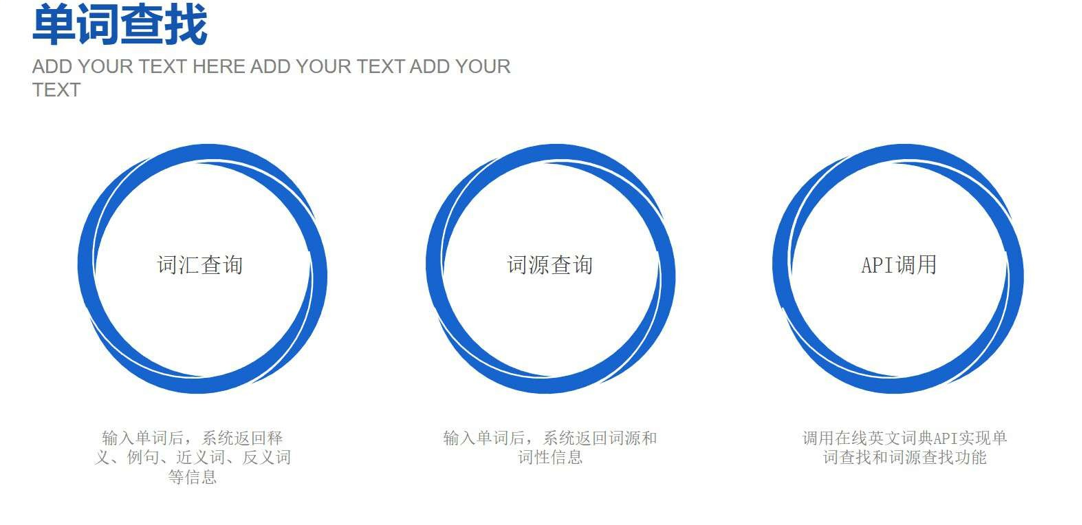 单词查找
ADD YOUR TEXT HERE ADD YOUR TEXT ADD YOUR
TEXT
词汇查询
词源查询
API调用
输入单词后，系统返回释
义、例句、近义词、反义词
等信息
输入单词后，系统返回词源和
词性信息
调用在线英文词典API实现单
词查找和词源查找功能